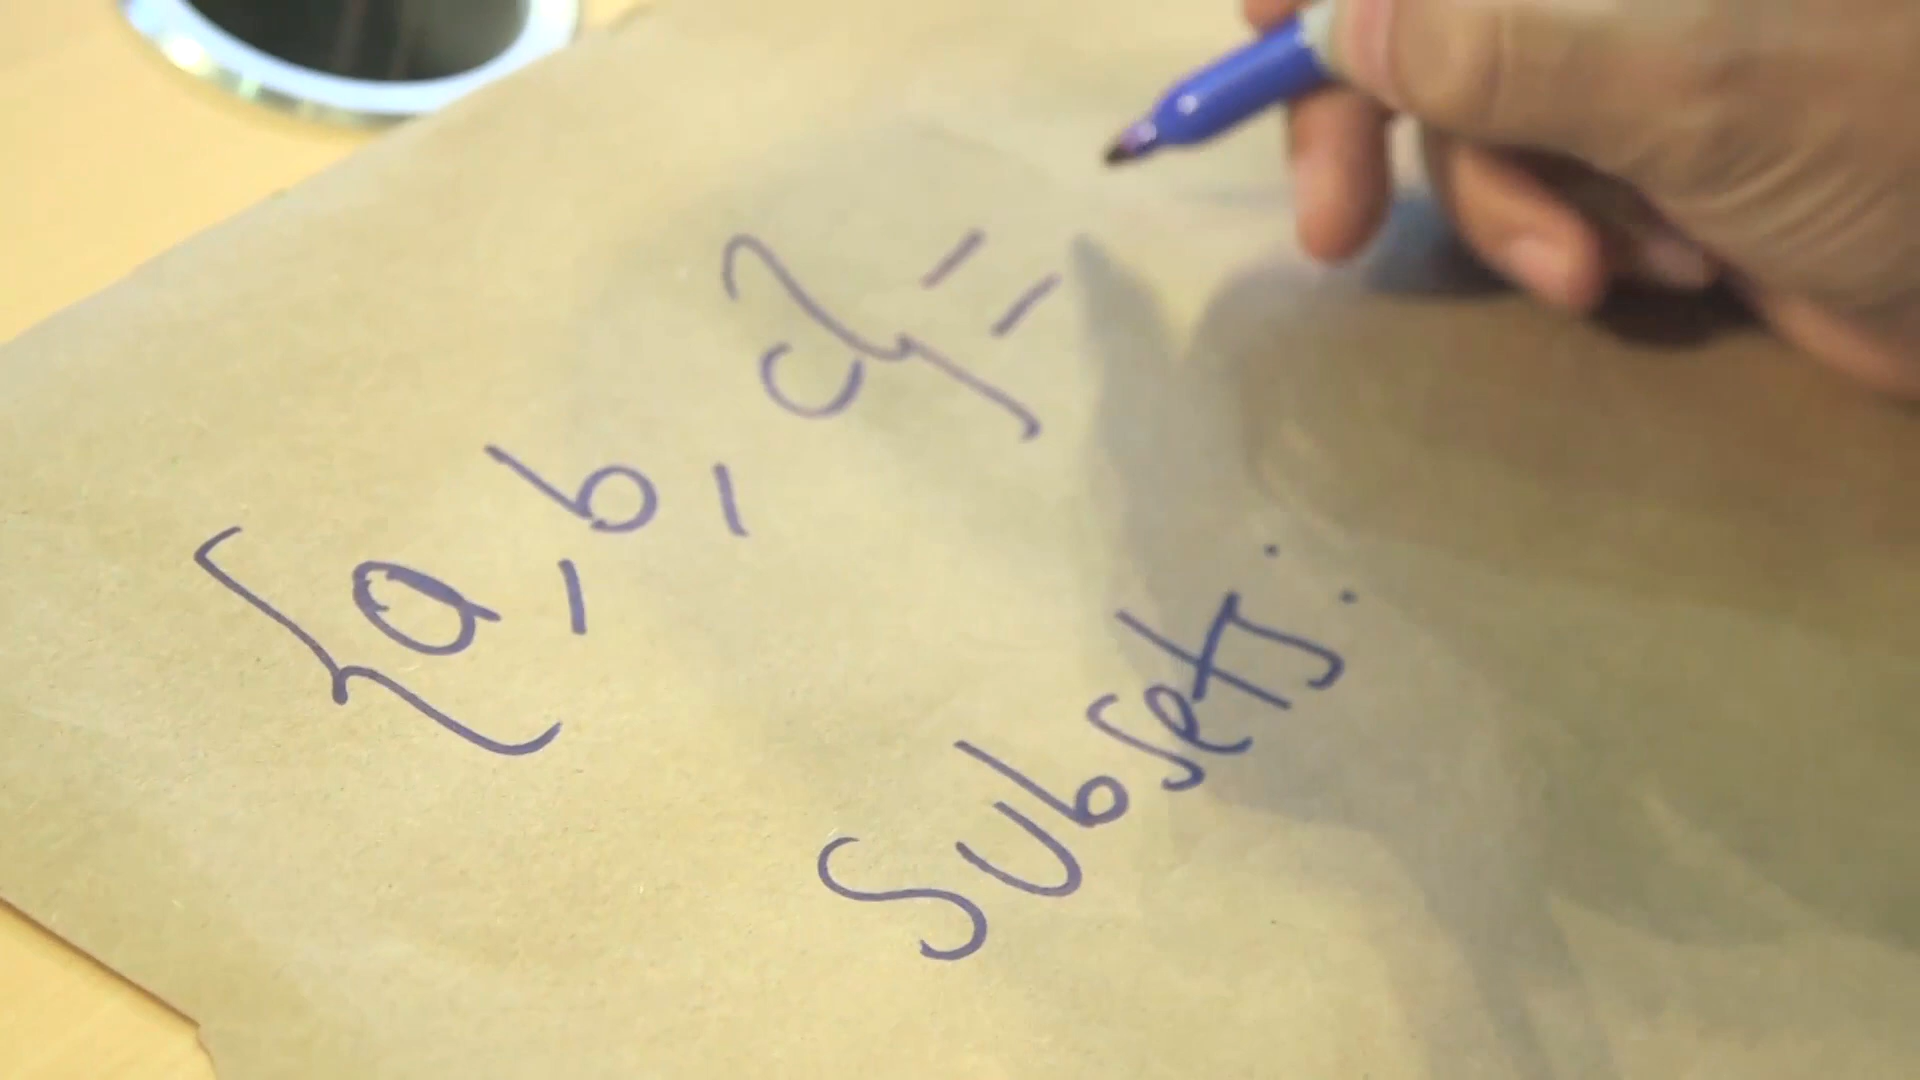 {a, b, c} =
Subsets: